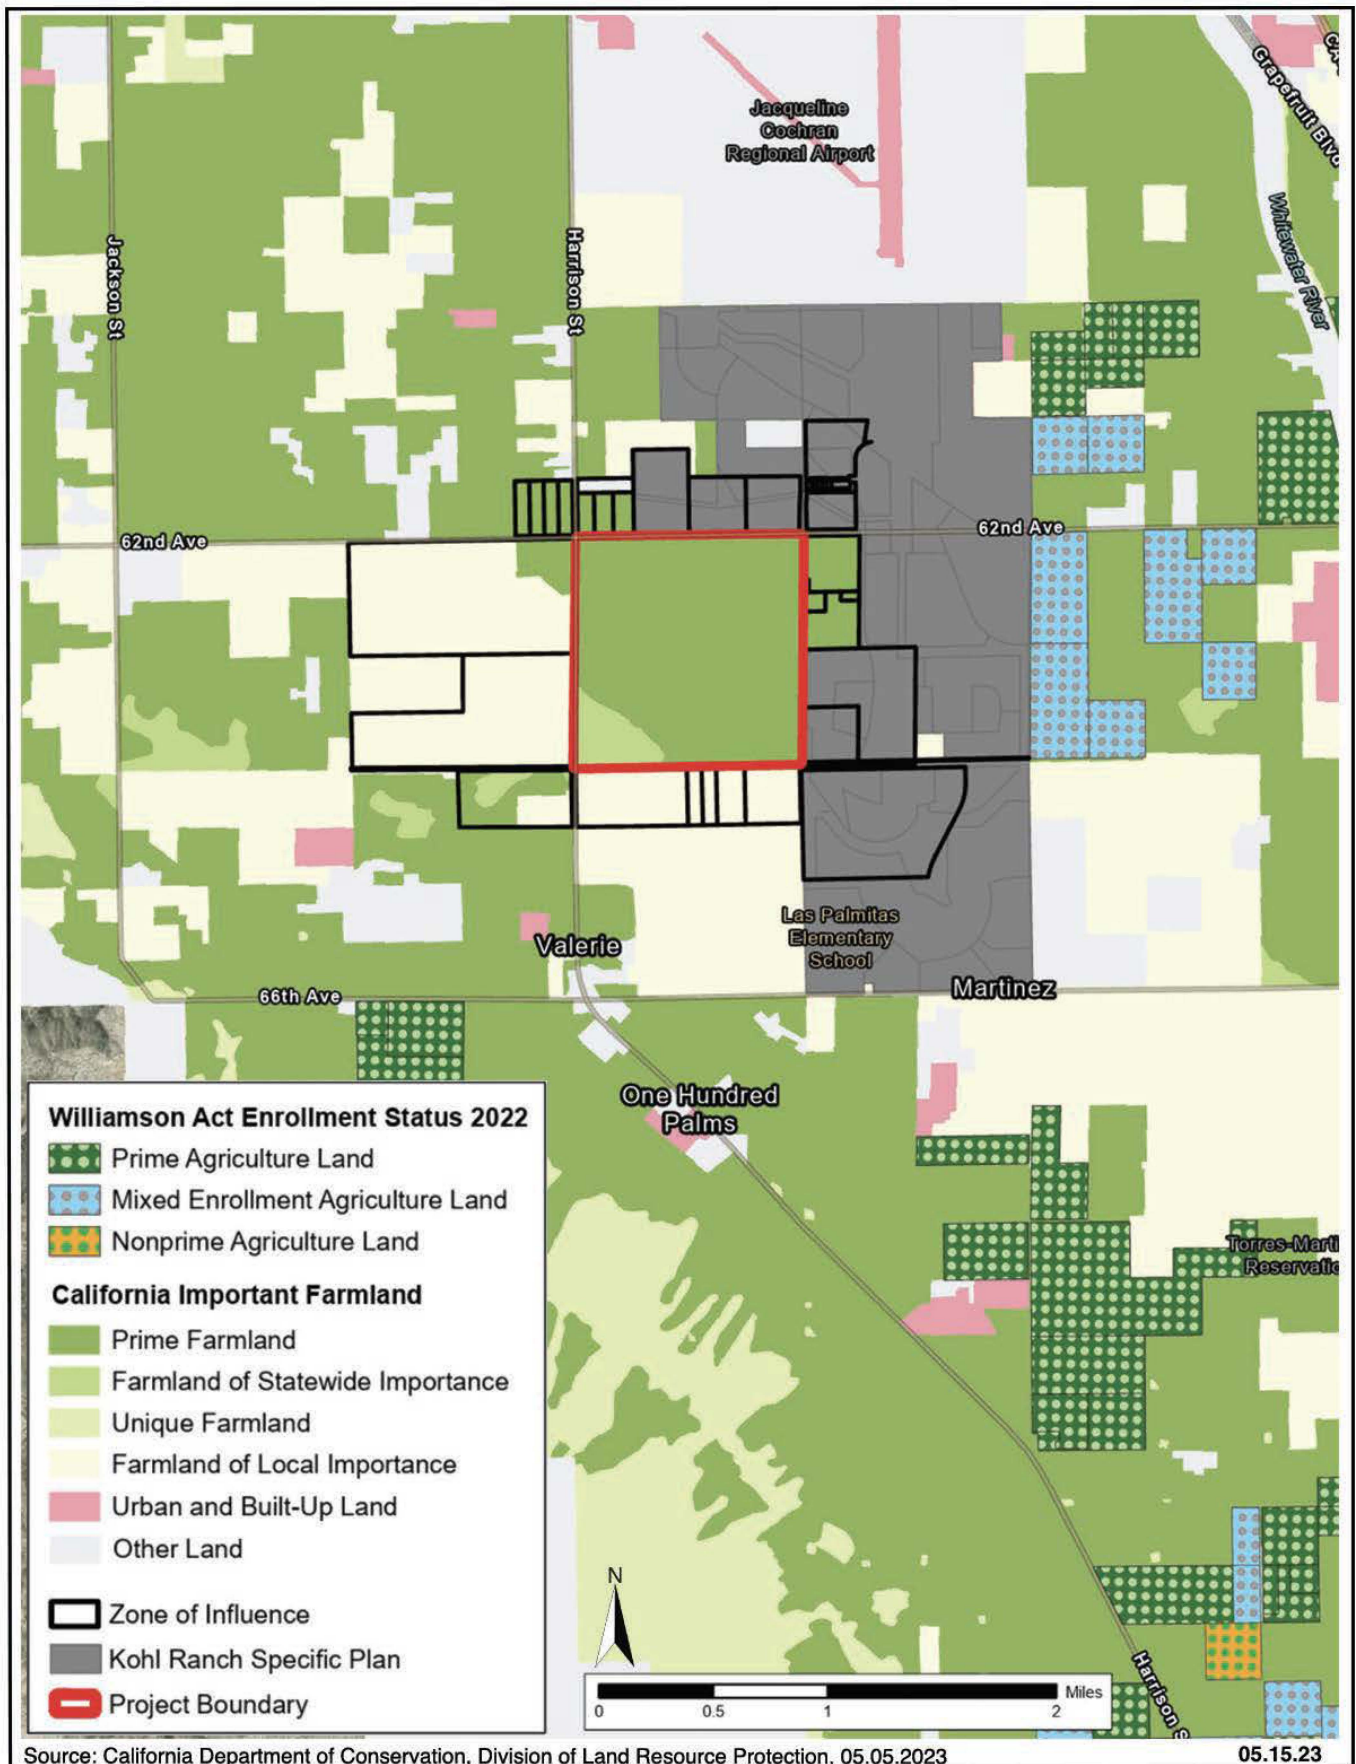 Grapefruit Blvd
CA-
Jacqueline
Cochran
Regional Airport
Whitewater River
Jackson St
Harrison St
62nd Ave
62nd Ave
Las Palmitas
Elementary
School
Valerie
66th Ave
Martinez
One Hundred
Palms
Torres-Marti
Reservatio
Harrison S
Williamson Act Enrollment Status 2022
Prime Agriculture Land
Mixed Enrollment Agriculture Land
Nonprime Agriculture Land
California Important Farmland
Prime Farmland
Farmland of Statewide Importance
Unique Farmland
Farmland of Local Importance
Urban and Built-Up Land
Other Land
Zone of Influence
Kohl Ranch Specific Plan
Project Boundary
N
Miles
0 0.5 1 2
Source: California Department of Conservation, Division of Land Resource Protection, 05.05.2023
05.15.23